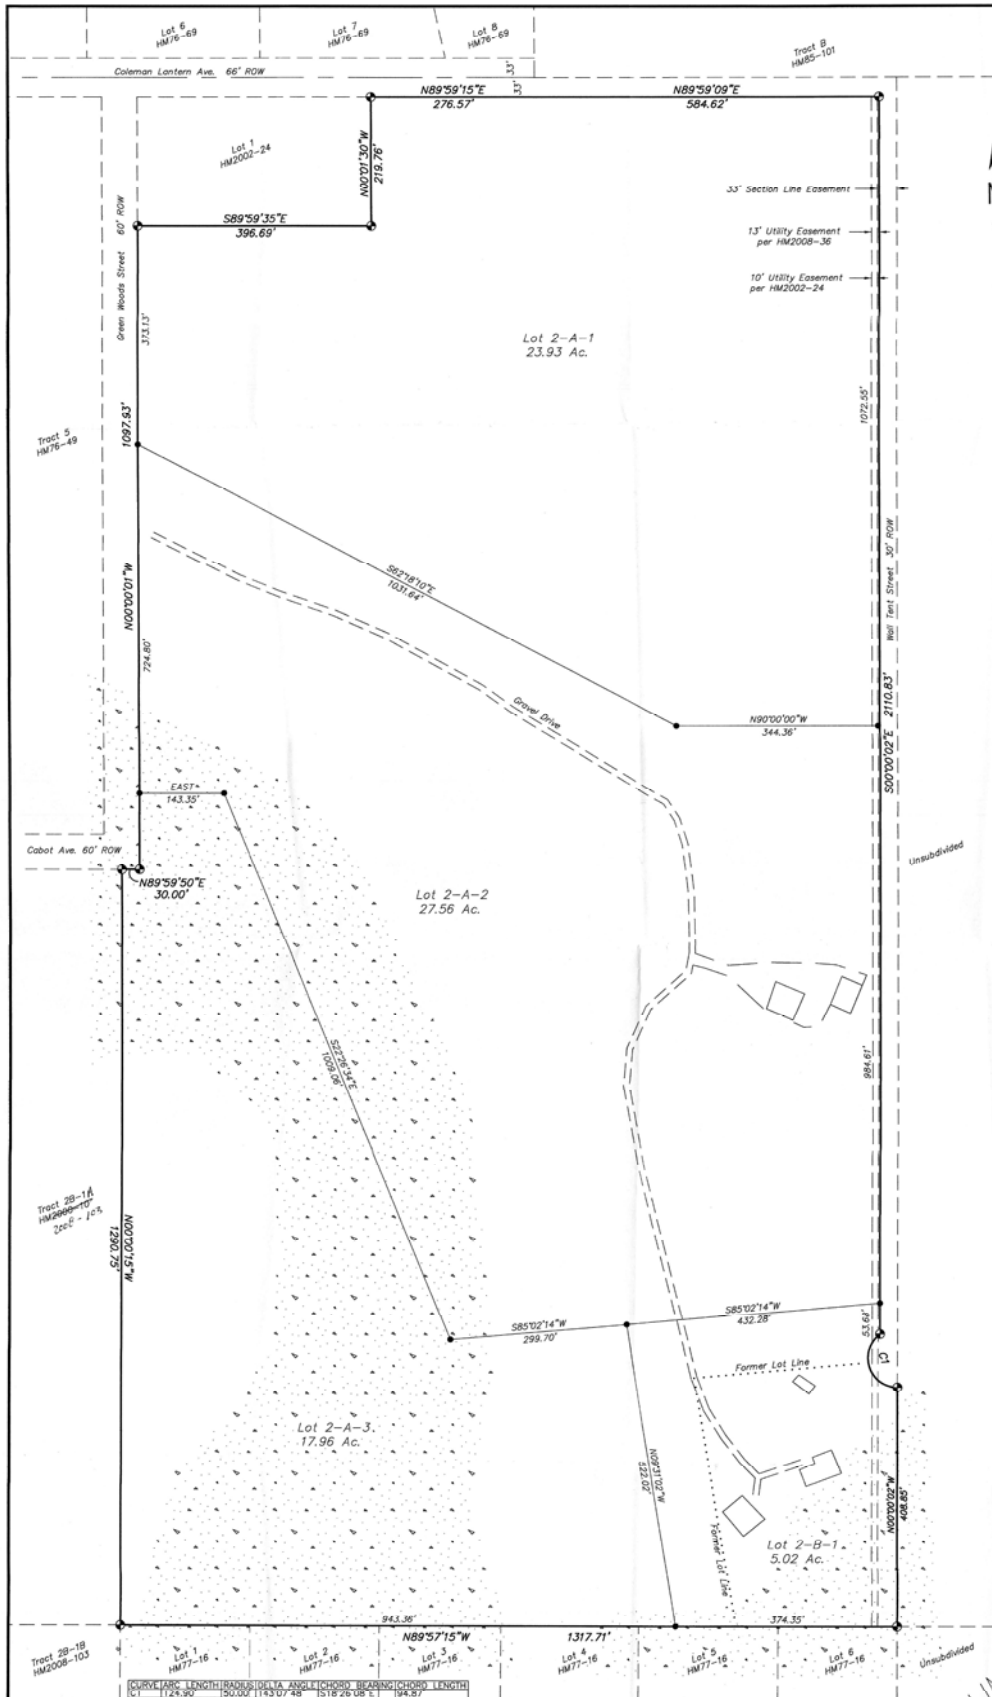 Lot 6
HM76-69
Lot 7
HM76-69
Lot 8
HM76-69
Tract B
HM85-101
Coleman Lantern Ave. 66' ROW
33'
33'
N89°59'15"E
276.57'
N89°59'09"E
584.62'
Lot 1
HM2002-24
N00°01'30"W
219.76'
N
33' Section Line Easement
S89°59'35"E
396.69'
13' Utility Easement
per HM2008-36
10' Utility Easement
per HM2002-24
Green Woods Street 60' ROW
373.13'
Lot 2-A-1
23.93 Ac.
1072.55'
Tract 5
HM76-49
1097.93'
Wall Tent Street 30' ROW
S62°18'10"E
1031.64'
N00°00'01"W
724.80'
Gravel Drive
N90°00'00"W
344.36'
S00°00'02"E 2110.83'
EAST
143.35'
Cabot Ave. 60' ROW
Unsubdivided
N89°59'50"E
30.00'
Lot 2-A-2
27.56 Ac.
S22°26'34"E
1009.06'
984.61'
Tract 2B-1A
HM2008-10
2008-103
N00°00'15"W
1290.75'
S85°02'14"W
299.70'
S85°02'14"W
432.28'
53.61'
C1
Former Lot Line
Lot 2-A-3
17.96 Ac.
N09°31'02"W
522.02'
N00°00'02"W
408.85'
Lot 2-B-1
5.02 Ac.
Former Lot Line
943.36'
374.35'
N89°57'15"W 1317.71'
Tract 2B-1B
HM2008-103
Lot 1
HM77-16
Lot 2
HM77-16
Lot 3
HM77-16
Lot 4
HM77-16
Lot 5
HM77-16
Lot 6
HM77-16
Unsubdivided
CURVE ARC LENGTH RADIUS DELTA ANGLE CHORD BEARING CHORD LENGTH
C1 124.90' 50.00' 143°07'48" S18°26'08"E 94.87'